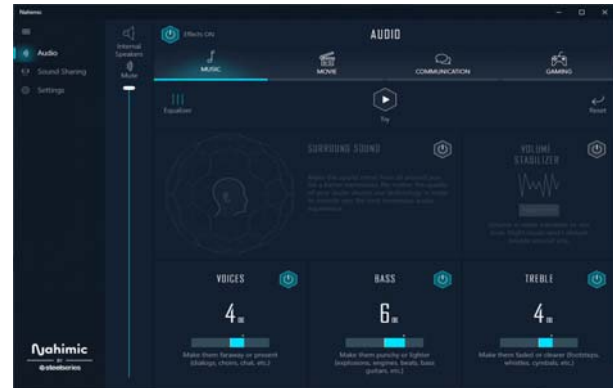 Nahimic
Effects ON
AUDIO
Internal
Speakers
Mute
Audio
Sound Sharing
Settings
MUSIC
MOVIE
COMMUNICATION
GAMING
Equalizer
Try
Reset
SURROUND SOUND
VOLUME
STABILIZER
VOICES
4
BASS
6
TREBLE
4
Make them faraway or present
(dialogs, choirs, chat, etc.)
Make them punchy or lighter
(explosions, engines, beats, bass
guitars, etc.)
Make them faded or clearer (footsteps,
whistles, cymbals, etc.)
Nahimic
BY
steelseries